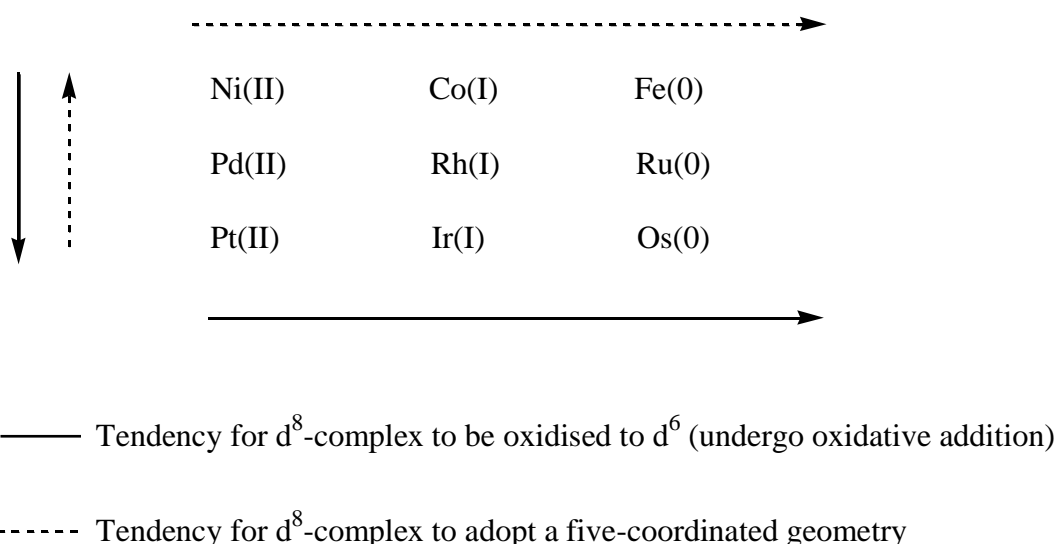 Ni(II) Co(I) Fe(0)
Pd(II) Rh(I) Ru(0)
Pt(II) Ir(I) Os(0)
Tendency for d⁸-complex to be oxidised to d⁶ (undergo oxidative addition)
Tendency for d⁸-complex to adopt a five-coordinated geometry